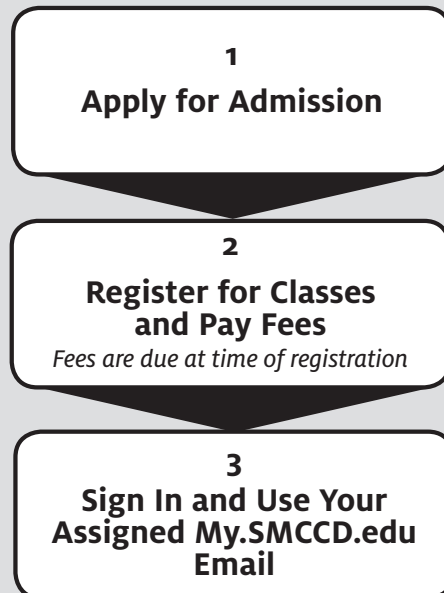 1
Apply for Admission
2
Register for Classes
and Pay Fees
Fees are due at time of registration
3
Sign In and Use Your
Assigned My.SMCCD.edu
Email